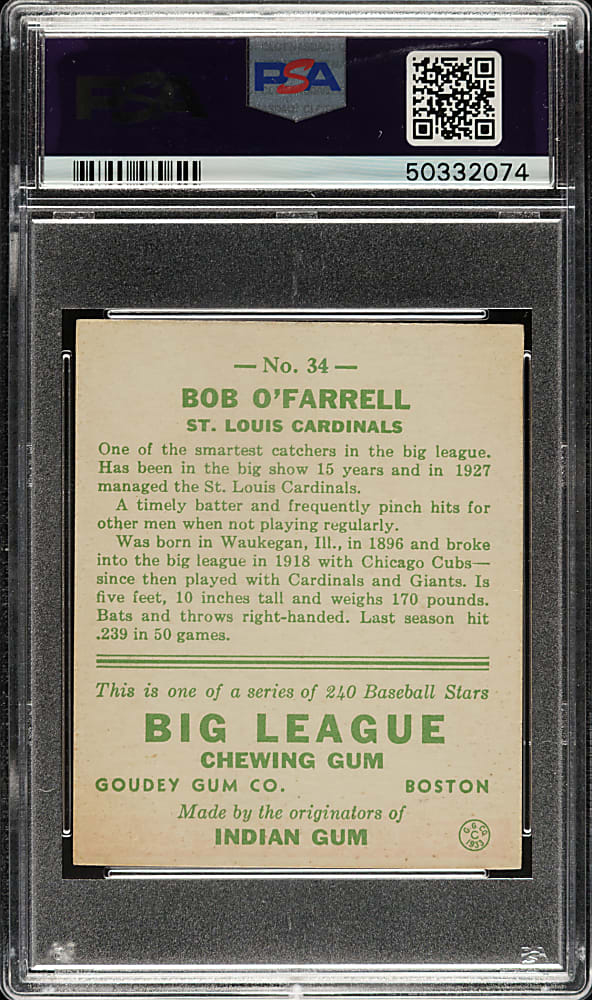 PSA
50332074
— No. 34 —
BOB O'FARRELL
ST. LOUIS CARDINALS
One of the smartest catchers in the big league.
Has been in the big show 15 years and in 1927
managed the St. Louis Cardinals.
A timely batter and frequently pinch hits for
other men when not playing regularly.
Was born in Waukegan, Ill., in 1896 and broke
into the big league in 1918 with Chicago Cubs—
since then played with Cardinals and Giants. Is
five feet, 10 inches tall and weighs 170 pounds.
Bats and throws right-handed. Last season hit
.239 in 50 games.
This is one of a series of 240 Baseball Stars
BIG LEAGUE
CHEWING GUM
GOUDEY GUM CO. BOSTON
Made by the originators of
INDIAN GUM
G. G. CO.
C
1933